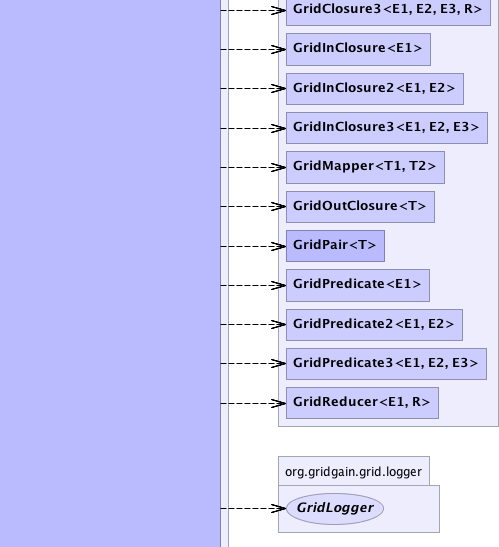 GridClosure3<E1, E2, E3, R>
GridInClosure<E1>
GridInClosure2<E1, E2>
GridInClosure3<E1, E2, E3>
GridMapper<T1, T2>
GridOutClosure<T>
GridPair<T>
GridPredicate<E1>
GridPredicate2<E1, E2>
GridPredicate3<E1, E2, E3>
GridReducer<E1, R>
org.gridgain.grid.logger
GridLogger